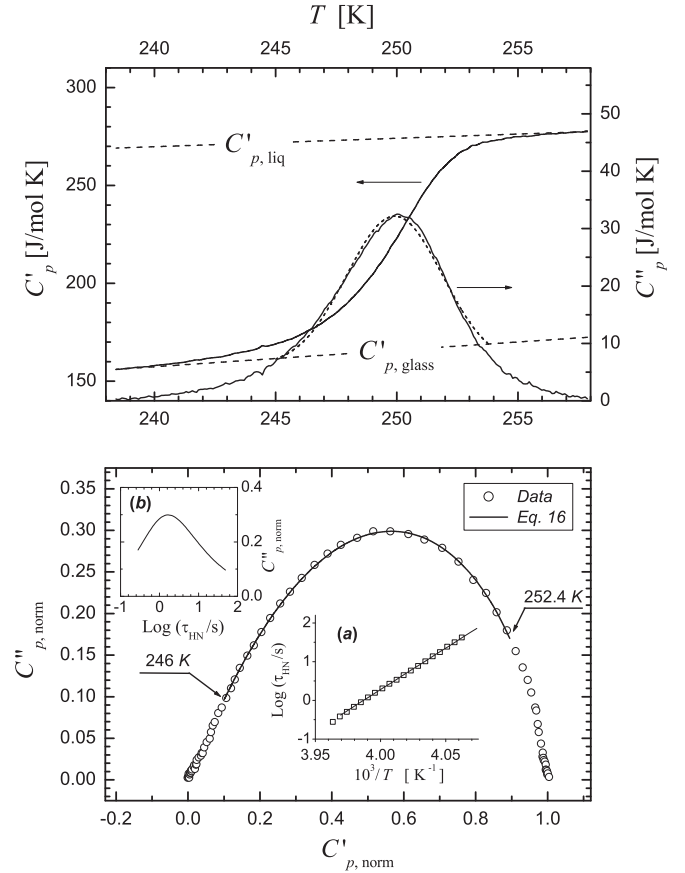 T [K]
240 245 250 255
300
250
200
150
C'p [J/mol K]
50
40
30
20
10
0
C"p [J/mol K]
C'p, liq
C'p, glass
240 245 250 255
0.35
0.30
0.25
0.20
0.15
0.10
0.05
0.00
C"p, norm
(b)
0.4
0.2
0.0
C"p, norm
-1 0 1 2
Log (τHN/s)
Data
Eq. 16
252.4 K
246 K
(a)
2
1
0
-1
Log (τHN/s)
3.95 4.00 4.05
10³/T [ K⁻¹]
-0.2 0.0 0.2 0.4 0.6 0.8 1.0
C'p, norm